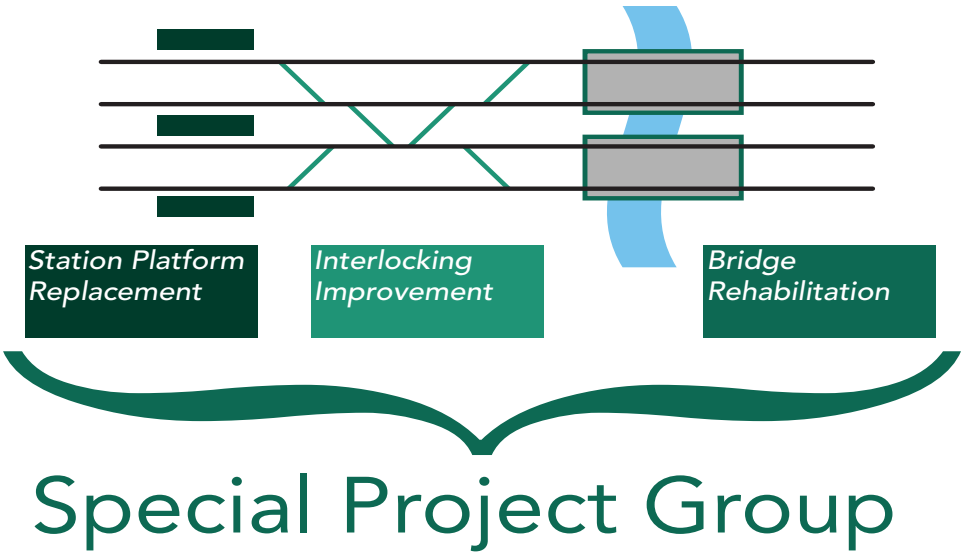 Station Platform
Replacement
Interlocking
Improvement
Bridge
Rehabilitation
Special Project Group